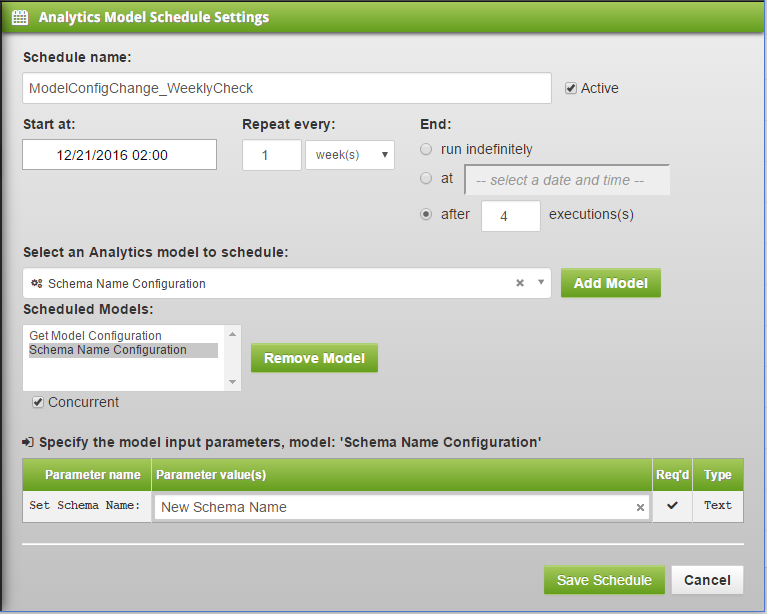 Analytics Model Schedule Settings
Schedule name:
ModelConfigChange_WeeklyCheck
Active
Start at:
Repeat every:
End:
12/21/2016 02:00
1
week(s)
run indefinitely
at
-- select a date and time --
after
4
executions(s)
Select an Analytics model to schedule:
Schema Name Configuration
Add Model
Scheduled Models:
Get Model Configuration
Schema Name Configuration
Remove Model
Concurrent
Specify the model input parameters, model: 'Schema Name Configuration'
Parameter name
Parameter value(s)
Req'd
Type
Set Schema Name:
New Schema Name
Text
Save Schedule
Cancel